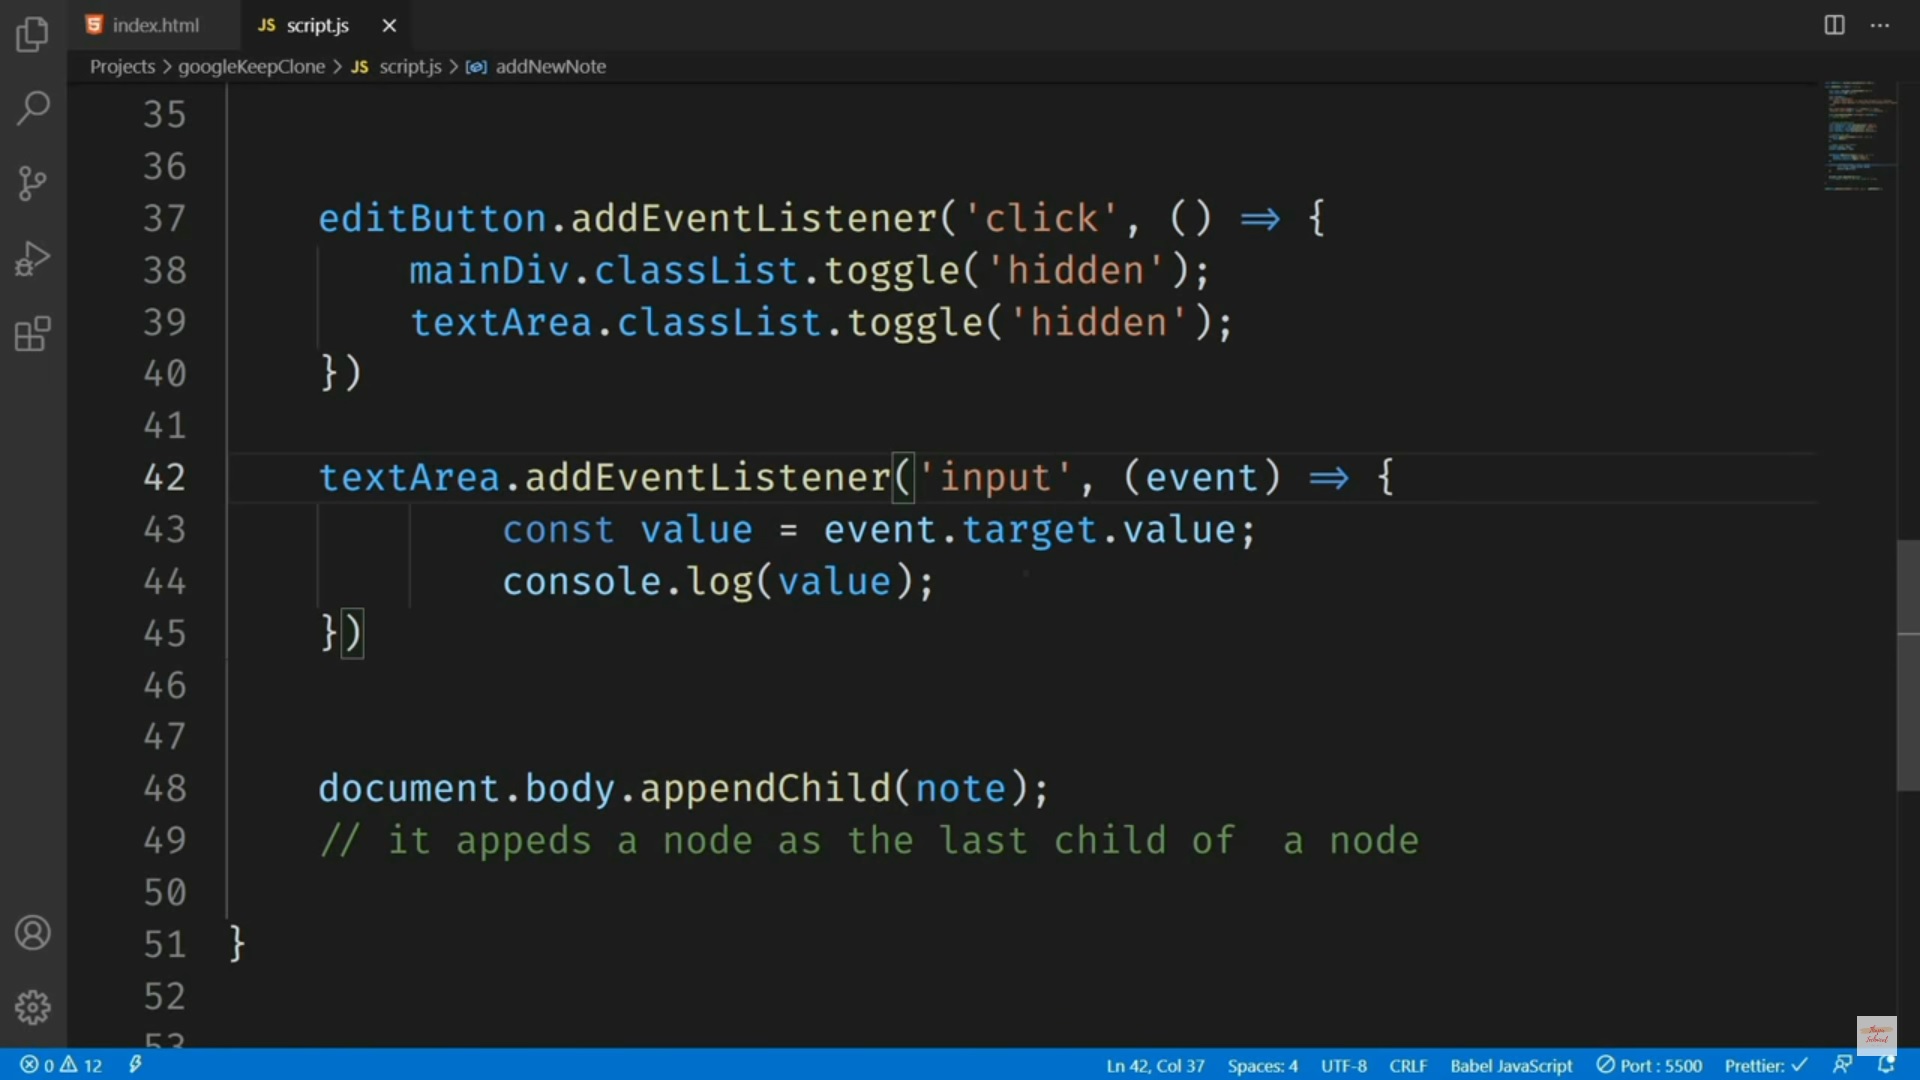 index.html
JS script.js
Projects > googleKeepClone > JS script.js > addNewNote
35
36
37 editButton.addEventListener('click', () => {
38 mainDiv.classList.toggle('hidden');
39 textArea.classList.toggle('hidden');
40 })
41
42 textArea.addEventListener('input', (event) => {
43 const value = event.target.value;
44 console.log(value);
45 })
46
47
48 document.body.appendChild(note);
49 // it appeds a node as the last child of  a node
50
51 }
52
53
0 12 Ln 42, Col 37 Spaces: 4 UTF-8 CRLF Babel JavaScript Port : 5500 Prettier: ✓